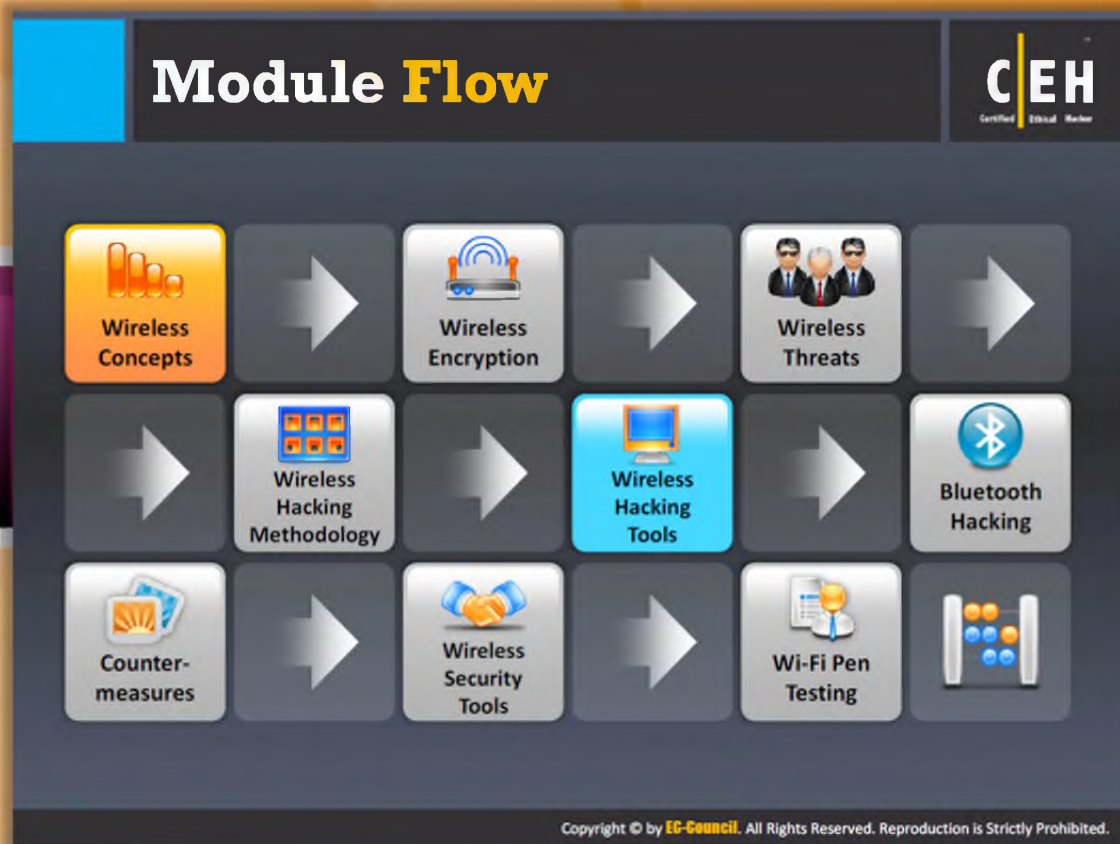 Module Flow
C|EH
Certified Ethical Hacker
Wireless
Concepts
Wireless
Encryption
Wireless
Threats
Wireless
Hacking
Methodology
Wireless
Hacking
Tools
Bluetooth
Hacking
Counter-
measures
Wireless
Security
Tools
Wi-Fi Pen
Testing
Copyright © by EC-Council. All Rights Reserved. Reproduction is Strictly Prohibited.